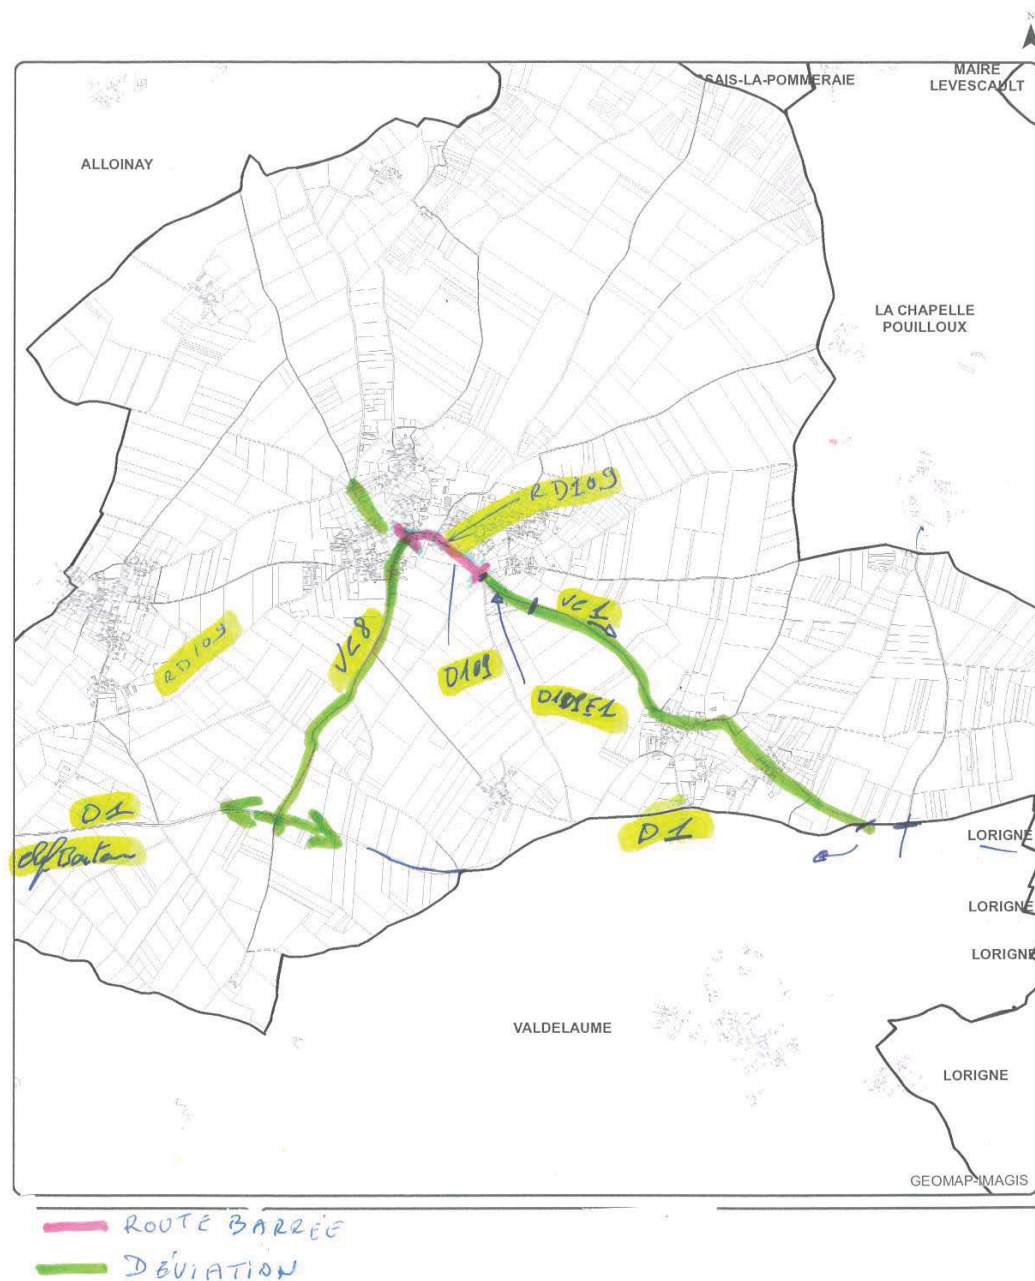 N
SAIS-LA-POMMERAIE
MAIRE
LEVESCAULT
ALLOINAY
LA CHAPELLE
POUILLOUX
RD109
VC1
RD109
VC8
D109
D109E1
D1
D1
LORIGNE
LORIGNE
LORIGNE
VALDELAUME
LORIGNE
GEOMAP-IMAGIS
ROUTE BARRÉE
DÉVIATION